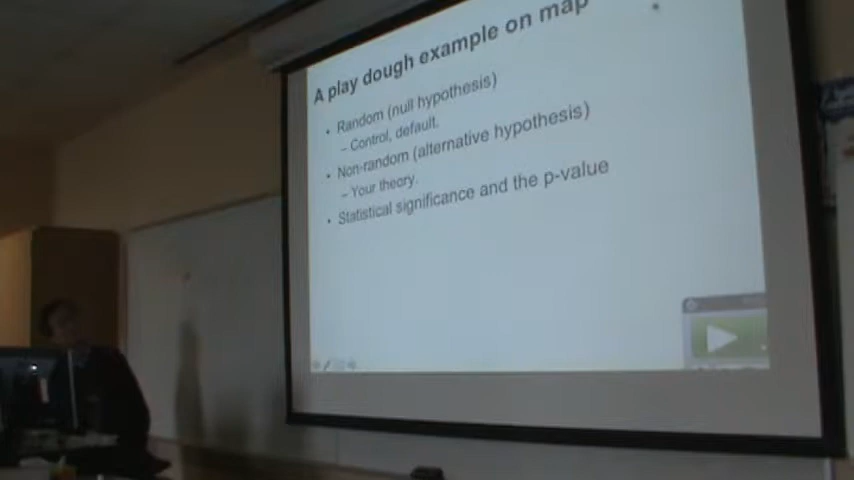 A play dough example on map
• Random (null hypothesis)
– Control, default.
• Non-random (alternative hypothesis)
– Your theory.
• Statistical significance and the p-value